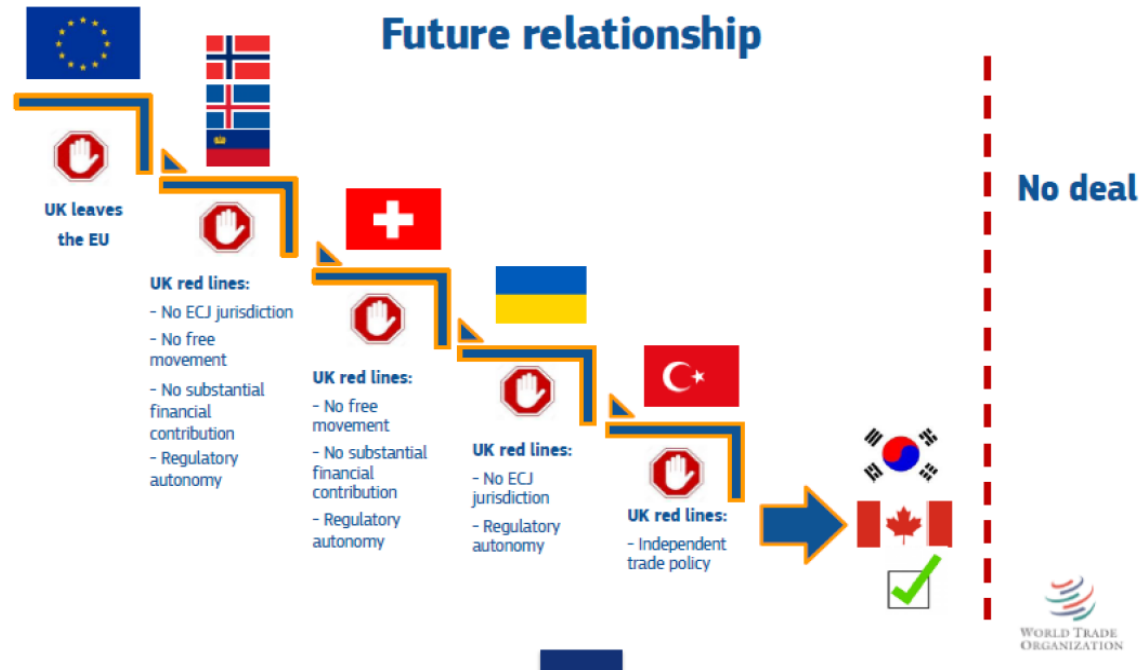 Future relationship
UK leaves
the EU
UK red lines:
- No ECJ jurisdiction
- No free
movement
- No substantial
financial
contribution
- Regulatory
autonomy
UK red lines:
- No free
movement
- No substantial
financial
contribution
- Regulatory
autonomy
UK red lines:
- No ECJ
jurisdiction
- Regulatory
autonomy
UK red lines:
- Independent
trade policy
No deal
WORLD TRADE
ORGANIZATION